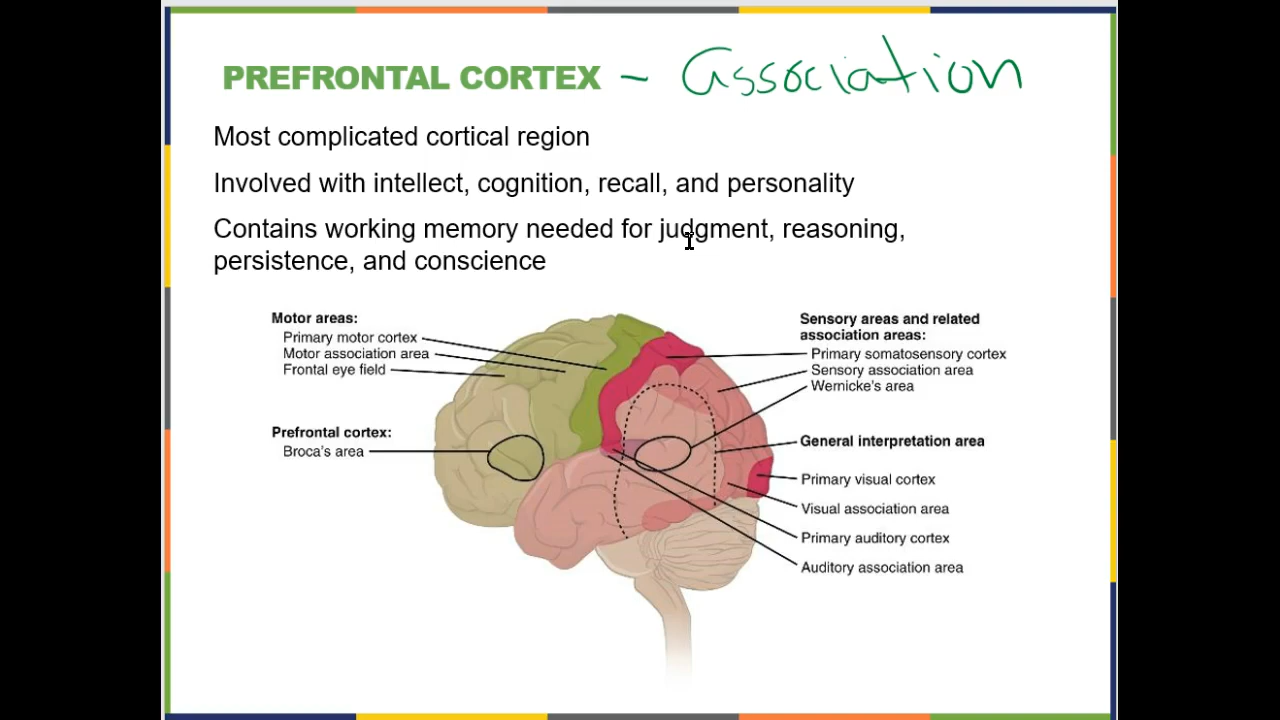 PREFRONTAL CORTEX - association
Most complicated cortical region
Involved with intellect, cognition, recall, and personality
Contains working memory needed for judgment, reasoning,
persistence, and conscience
Motor areas:
Primary motor cortex
Motor association area
Frontal eye field
Prefrontal cortex:
Broca's area
Sensory areas and related
association areas:
Primary somatosensory cortex
Sensory association area
Wernicke's area
General interpretation area
Primary visual cortex
Visual association area
Primary auditory cortex
Auditory association area